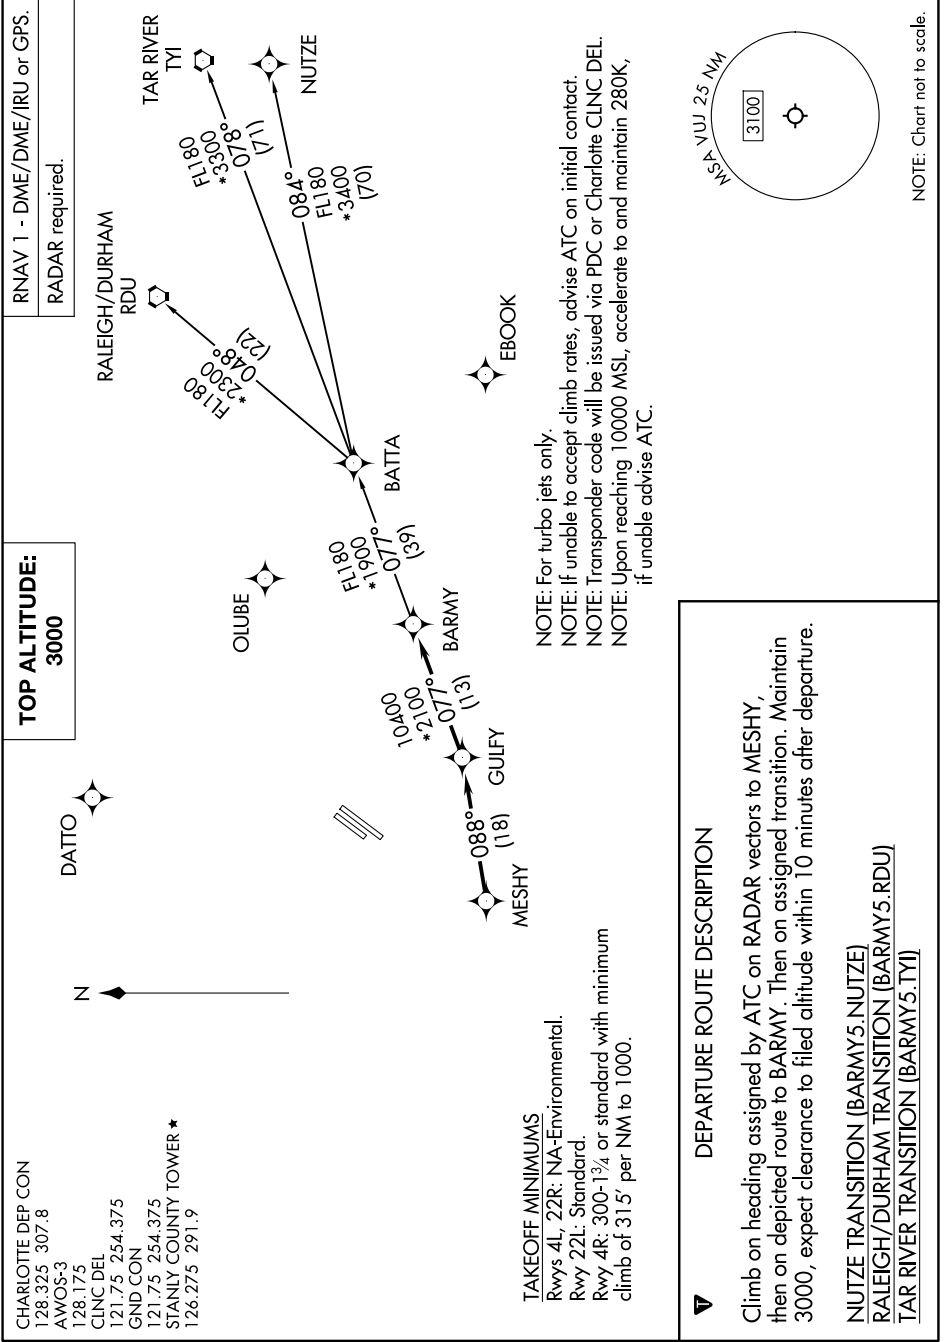 CHARLOTTE DEP CON
128.325 307.8
AWOS-3
128.175
CLNC DEL
121.75 254.375
GND CON
121.75 254.375
STANLY COUNTY TOWER ★
126.275 291.9
TOP ALTITUDE:
3000
RNAV 1 - DME/DME/IRU or GPS.
RADAR required.
N
DATTO
OLUBE
RALEIGH/DURHAM
RDU
TAR RIVER
TYI
NUTZE
FL180
*2300
048°
(22)
FL180
*3300
078°
(71)
084°
FL180
*3400
(70)
BATTA
FL180
*1900
077°
(39)
BARMY
10400
*2100
077°
(13)
GULFY
088°
(18)
MESHY
EBOOK
TAKEOFF MINIMUMS
Rwys 4L, 22R: NA-Environmental.
Rwy 22L: Standard.
Rwy 4R: 300-1¾ or standard with minimum
climb of 315' per NM to 1000.
NOTE: For turbo jets only.
NOTE: If unable to accept climb rates, advise ATC on initial contact.
NOTE: Transponder code will be issued via PDC or Charlotte CLNC DEL.
NOTE: Upon reaching 10000 MSL, accelerate to and maintain 280K,
if unable advise ATC.
MSA VUJ 25 NM
3100
NOTE: Chart not to scale.
T
DEPARTURE ROUTE DESCRIPTION
Climb on heading assigned by ATC on RADAR vectors to MESHY,
then on depicted route to BARMY. Then on assigned transition. Maintain
3000, expect clearance to filed altitude within 10 minutes after departure.
NUTZE TRANSITION (BARMY5.NUTZE)
RALEIGH/DURHAM TRANSITION (BARMY5.RDU)
TAR RIVER TRANSITION (BARMY5.TYI)